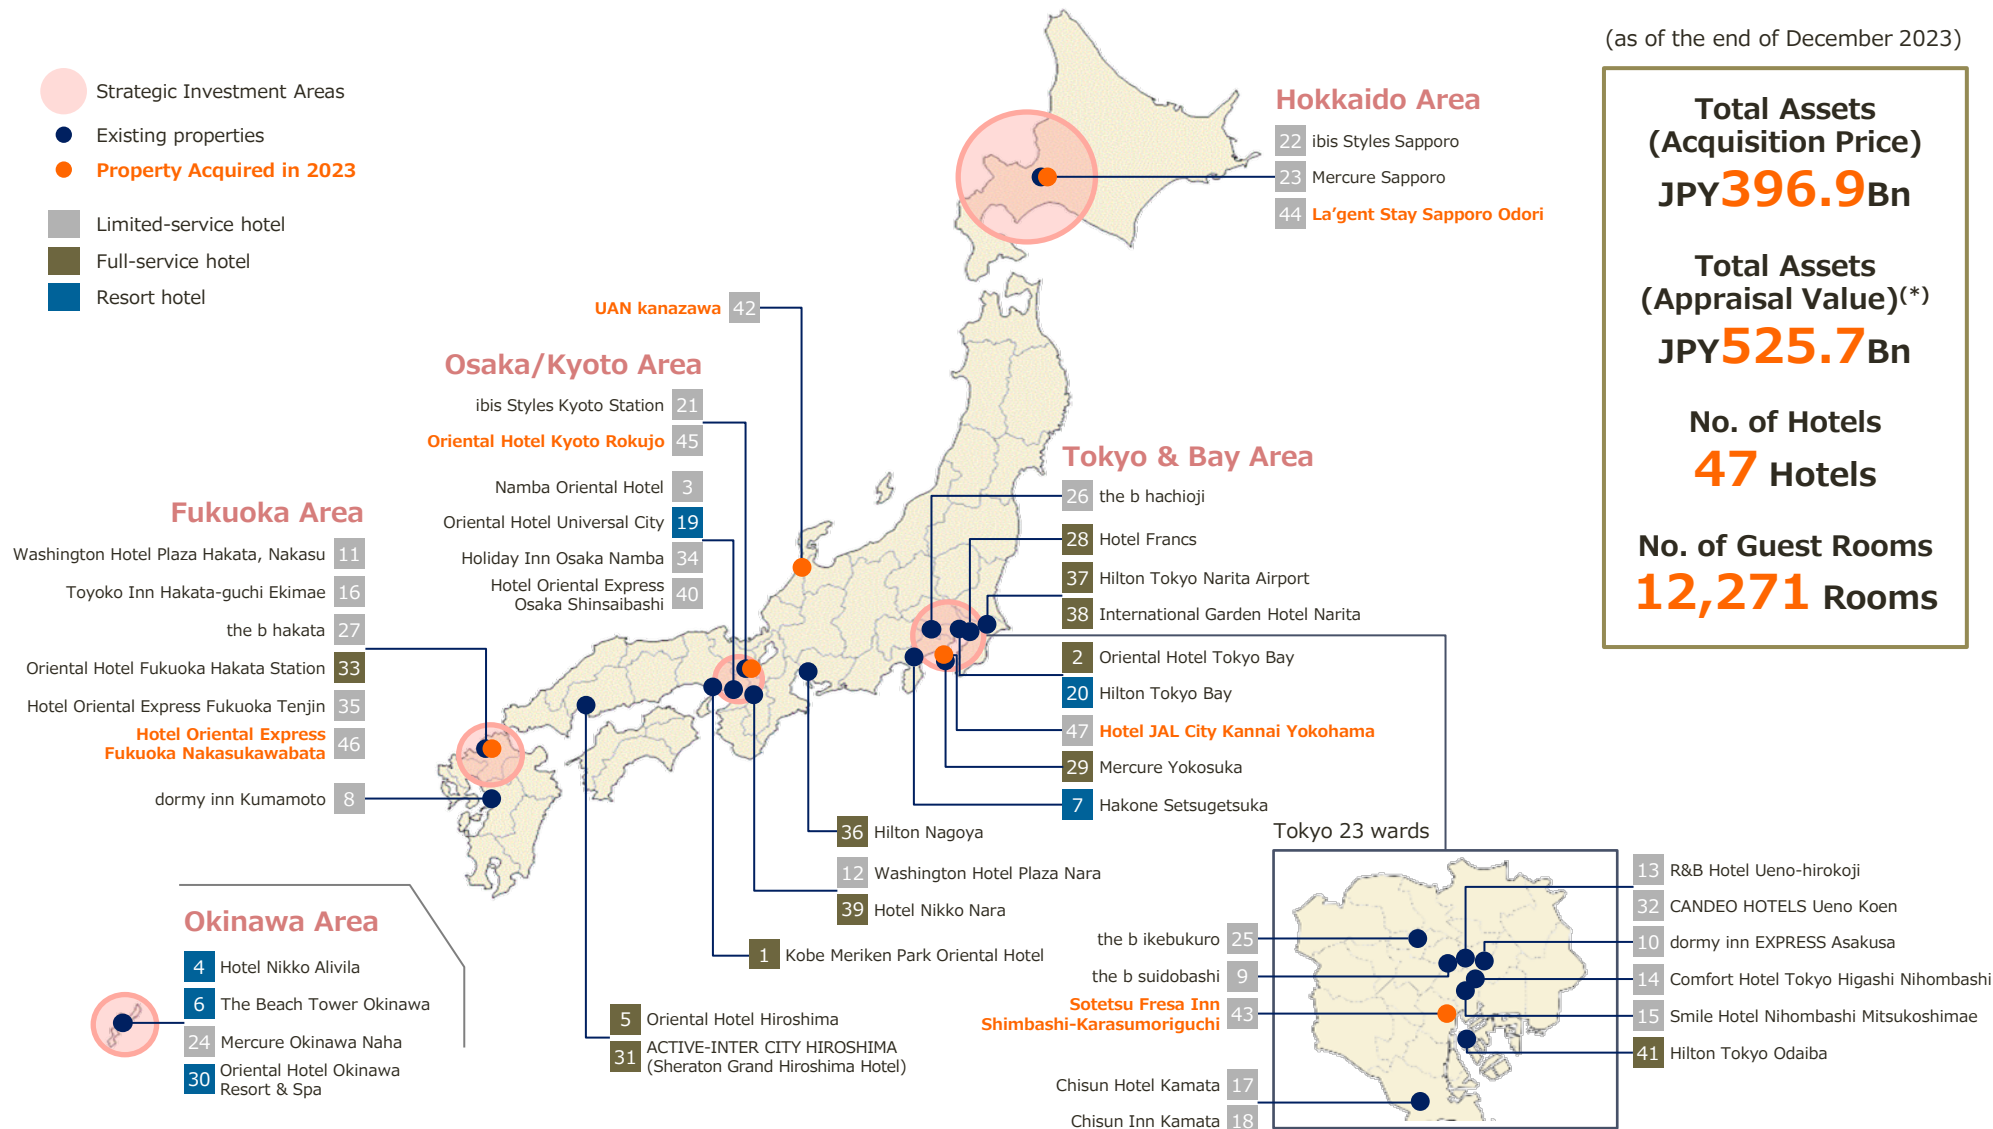 (as of the end of December 2023)
Total Assets
(Acquisition Price)
JPY396.9Bn
Total Assets
(Appraisal Value)(*)
JPY525.7Bn
No. of Hotels
47 Hotels
No. of Guest Rooms
12,271 Rooms
Strategic Investment Areas
Existing properties
Property Acquired in 2023
Limited-service hotel
Full-service hotel
Resort hotel
Hokkaido Area
22 ibis Styles Sapporo
23 Mercure Sapporo
44 La'gent Stay Sapporo Odori
UAN kanazawa 42
Osaka/Kyoto Area
ibis Styles Kyoto Station 21
Oriental Hotel Kyoto Rokujo 45
Namba Oriental Hotel 3
Oriental Hotel Universal City 19
Holiday Inn Osaka Namba 34
Hotel Oriental Express
Osaka Shinsaibashi 40
Fukuoka Area
Washington Hotel Plaza Hakata, Nakasu 11
Toyoko Inn Hakata-guchi Ekimae 16
the b hakata 27
Oriental Hotel Fukuoka Hakata Station 33
Hotel Oriental Express Fukuoka Tenjin 35
Hotel Oriental Express
Fukuoka Nakasukawabata 46
dormy inn Kumamoto 8
Tokyo & Bay Area
26 the b hachioji
28 Hotel Francs
37 Hilton Tokyo Narita Airport
38 International Garden Hotel Narita
2 Oriental Hotel Tokyo Bay
20 Hilton Tokyo Bay
47 Hotel JAL City Kannai Yokohama
29 Mercure Yokosuka
7 Hakone Setsugetsuka
36 Hilton Nagoya
12 Washington Hotel Plaza Nara
39 Hotel Nikko Nara
1 Kobe Meriken Park Oriental Hotel
5 Oriental Hotel Hiroshima
31 ACTIVE-INTER CITY HIROSHIMA
(Sheraton Grand Hiroshima Hotel)
Okinawa Area
4 Hotel Nikko Alivila
6 The Beach Tower Okinawa
24 Mercure Okinawa Naha
30 Oriental Hotel Okinawa
Resort & Spa
Tokyo 23 wards
the b ikebukuro 25
the b suidobashi 9
Sotetsu Fresa Inn
Shimbashi-Karasumoriguchi 43
Chisun Hotel Kamata 17
Chisun Inn Kamata 18
13 R&B Hotel Ueno-hirokoji
32 CANDEO HOTELS Ueno Koen
10 dormy inn EXPRESS Asakusa
14 Comfort Hotel Tokyo Higashi Nihombashi
15 Smile Hotel Nihombashi Mitsukoshimae
41 Hilton Tokyo Odaiba